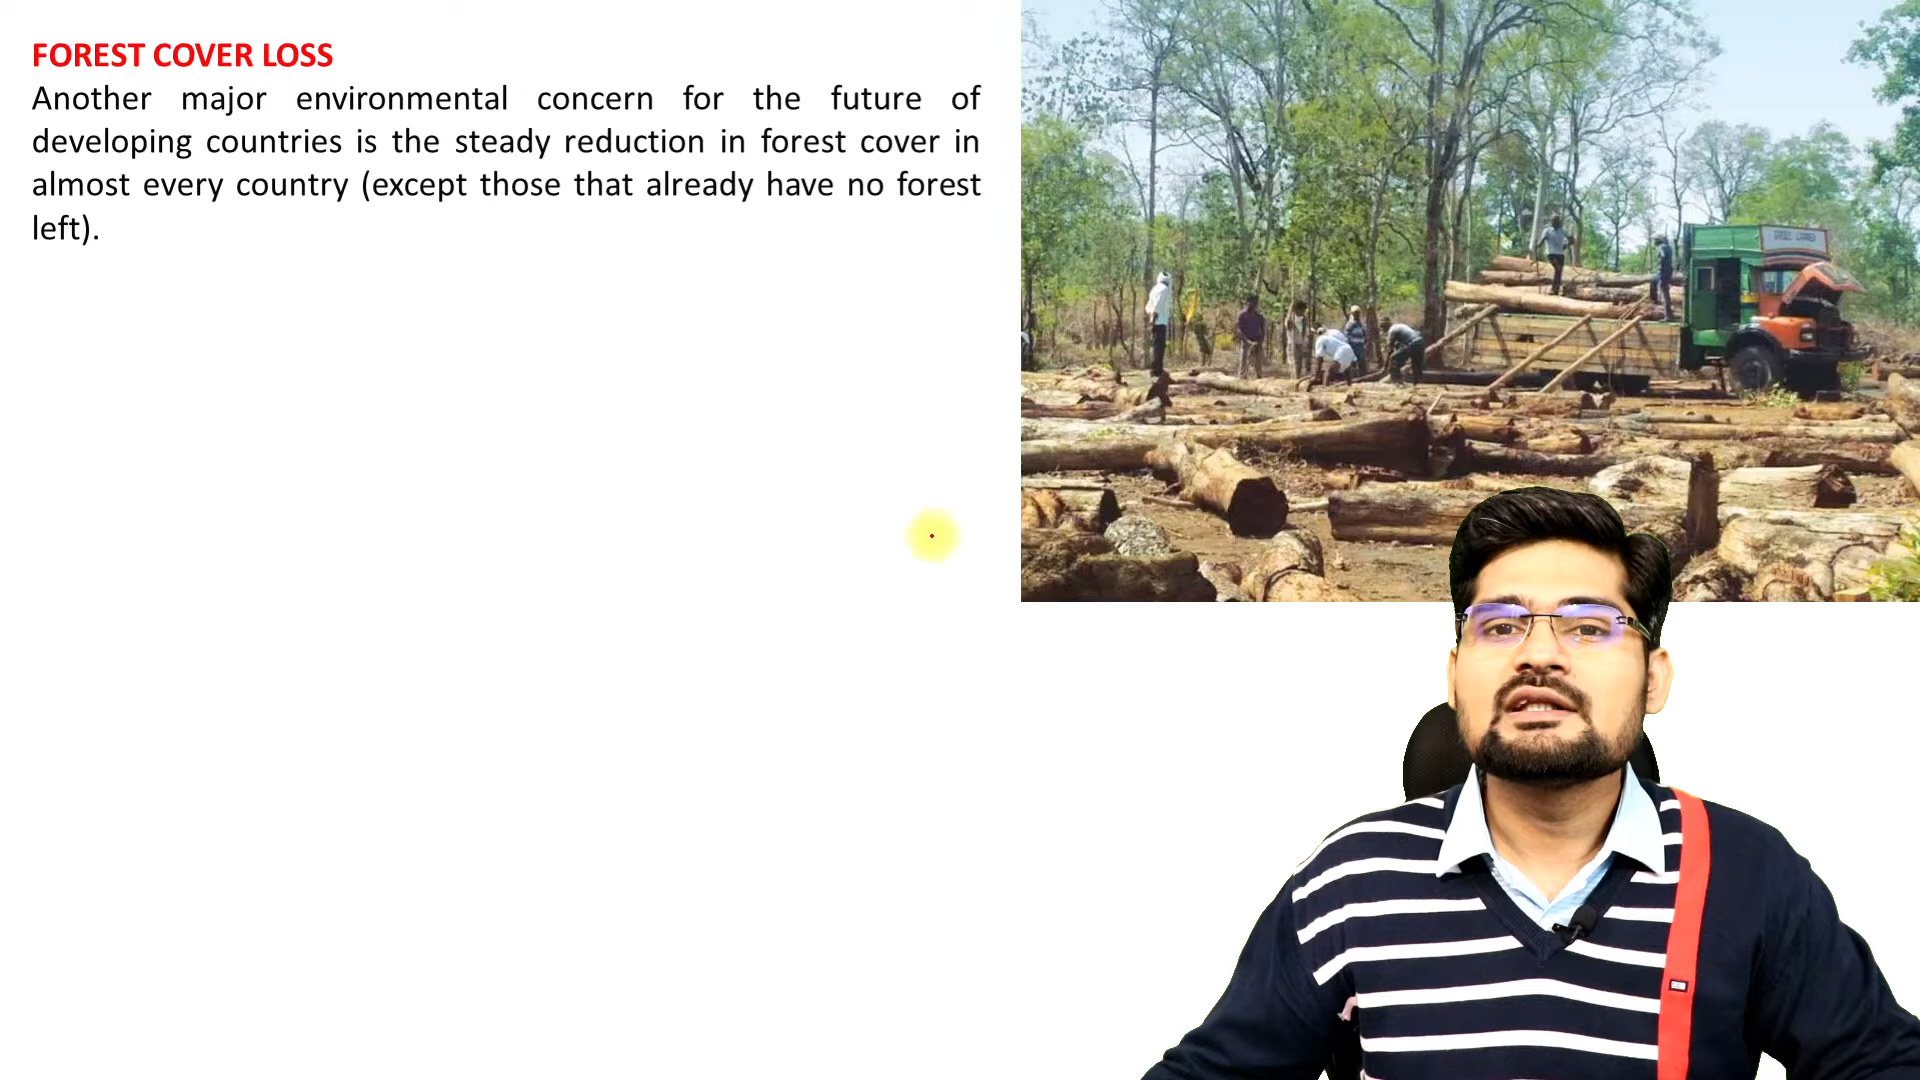 FOREST COVER LOSS
Another major environmental concern for the future of
developing countries is the steady reduction in forest cover in
almost every country (except those that already have no forest
left).